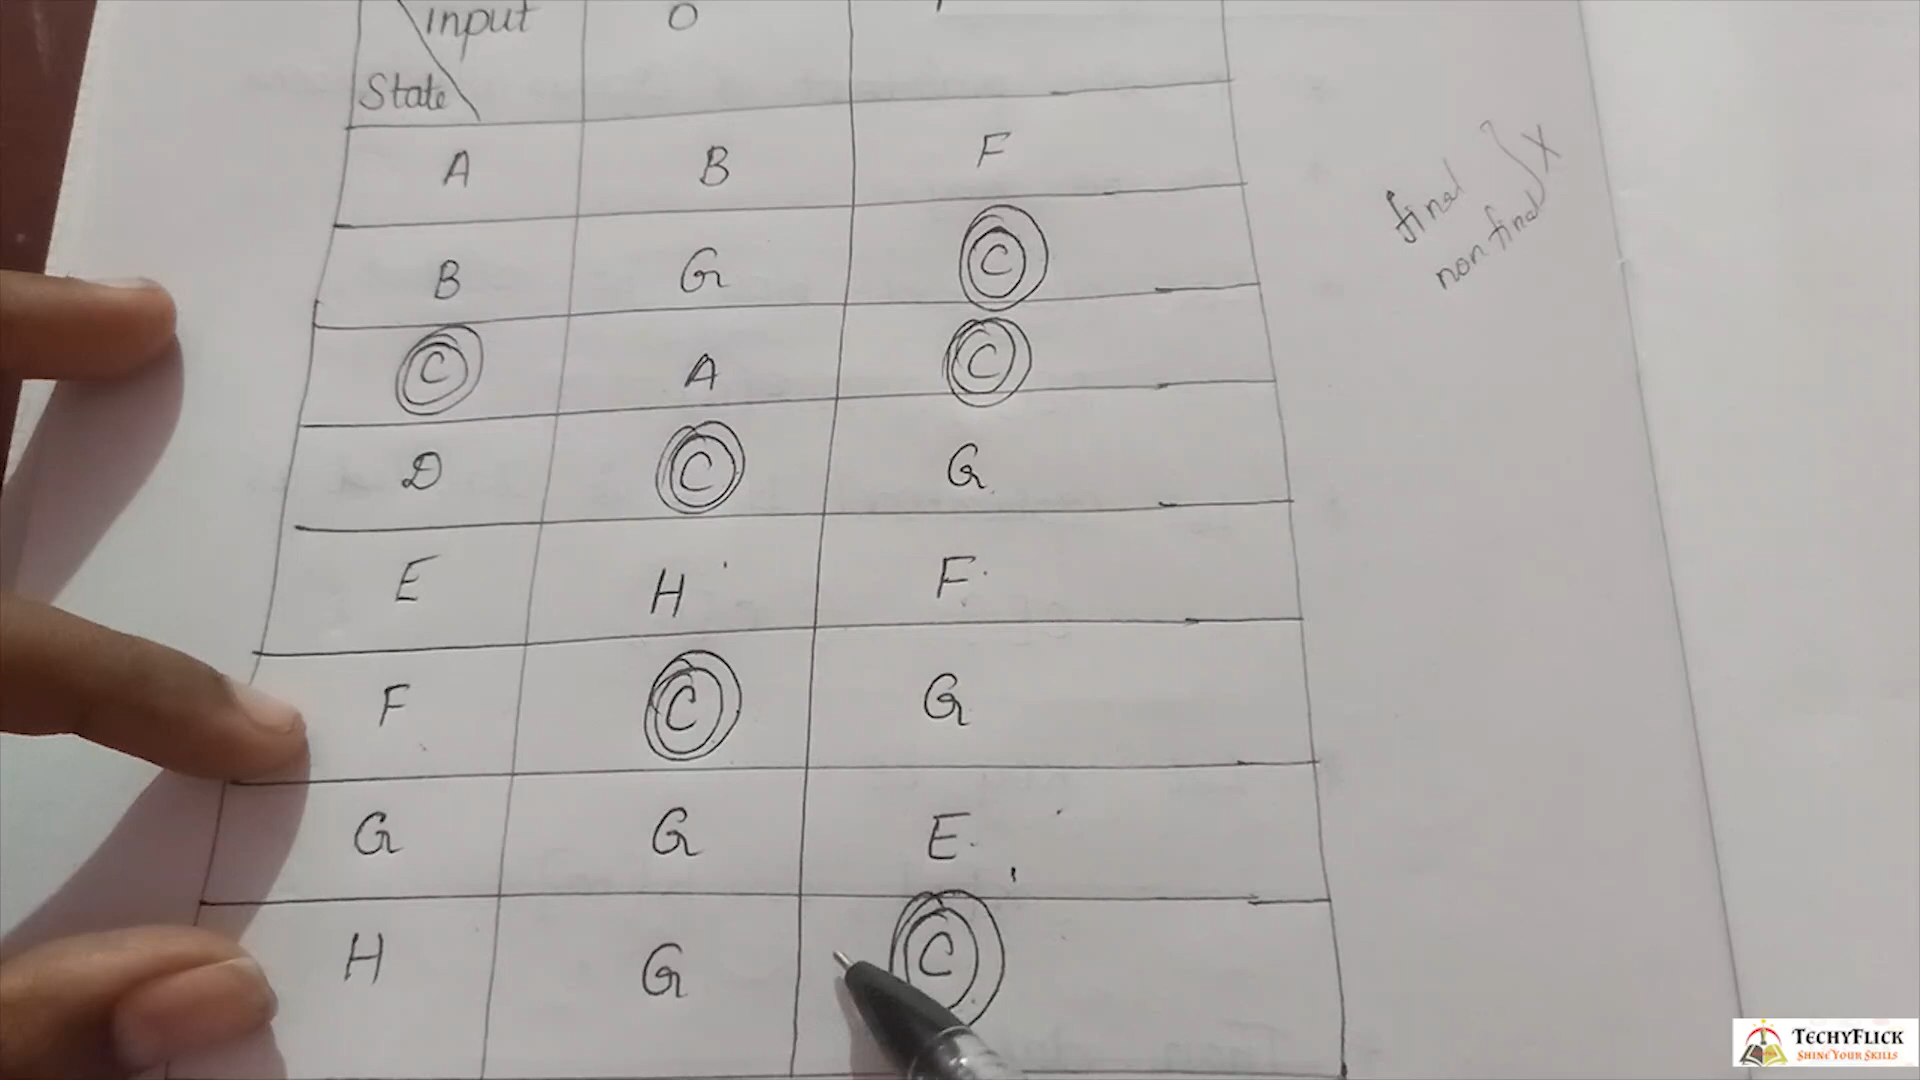 Input 0
State
A B F
B G C
C A C
D C G
E H F
F C G
G G E
H G C
final
non final } X
TECHYFLICK
SHINE YOUR SKILLS